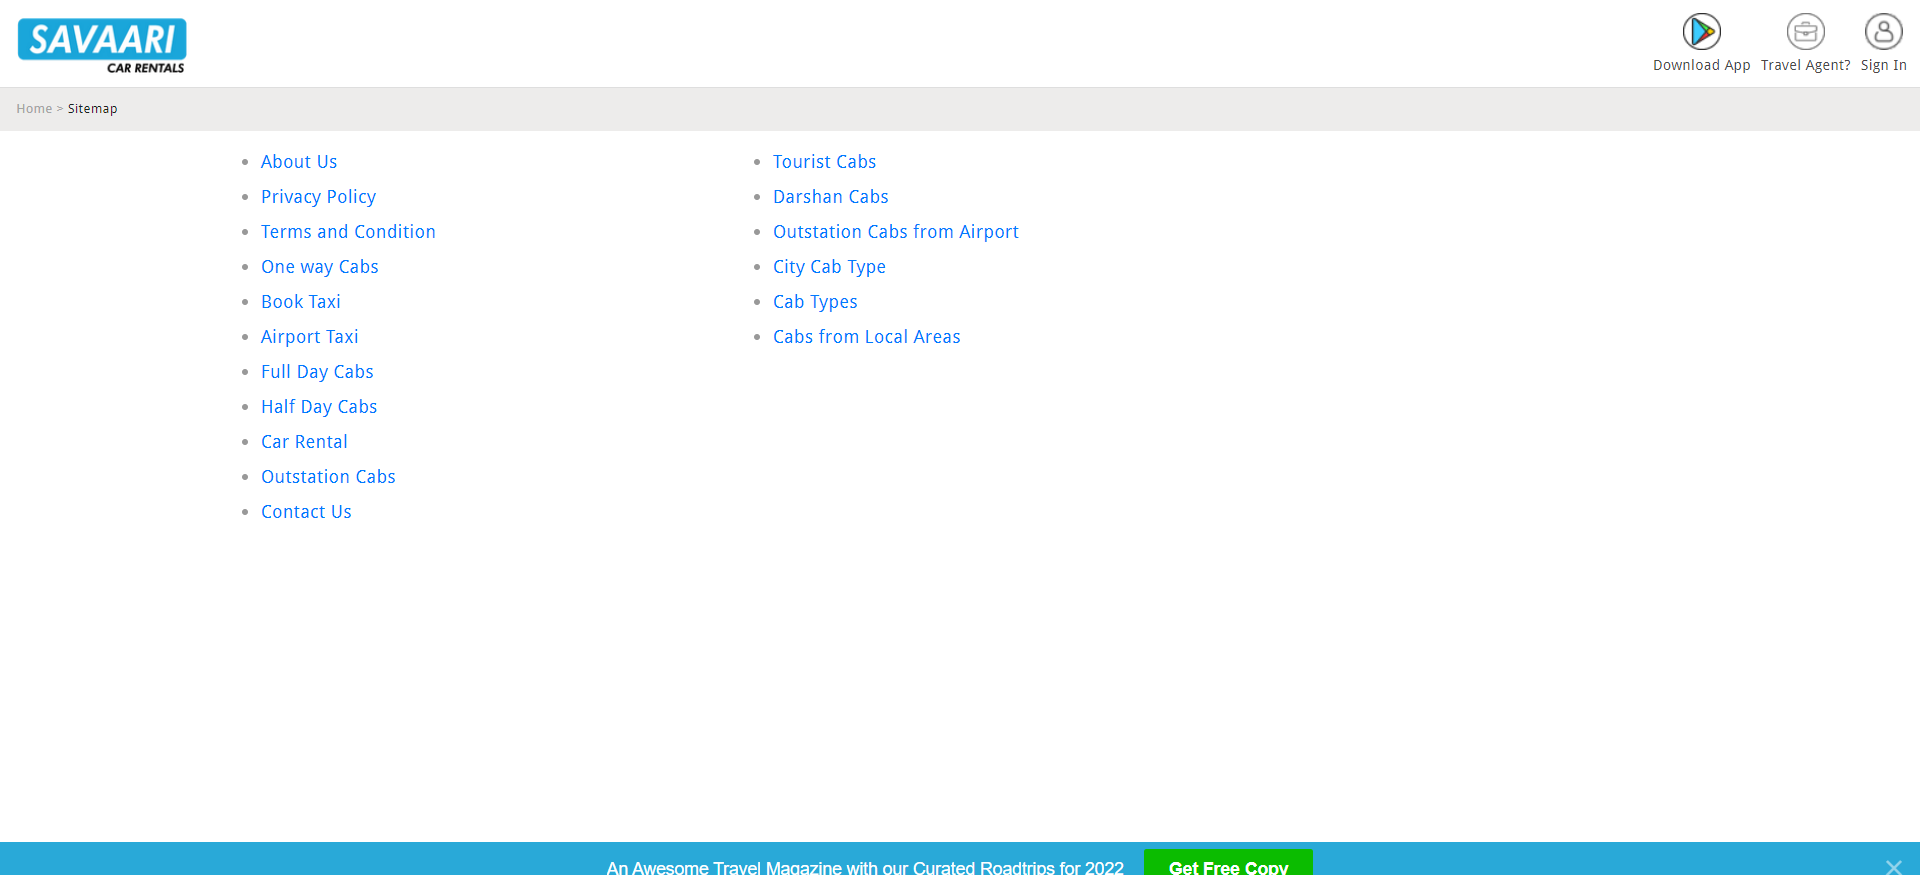 SAVAARI
CAR RENTALS
Download App
Travel Agent?
Sign In
Home > Sitemap
About Us
Privacy Policy
Terms and Condition
One way Cabs
Book Taxi
Airport Taxi
Full Day Cabs
Half Day Cabs
Car Rental
Outstation Cabs
Contact Us
Tourist Cabs
Darshan Cabs
Outstation Cabs from Airport
City Cab Type
Cab Types
Cabs from Local Areas
An Awesome Travel Magazine with our Curated Roadtrips for 2022
Get Free Copy